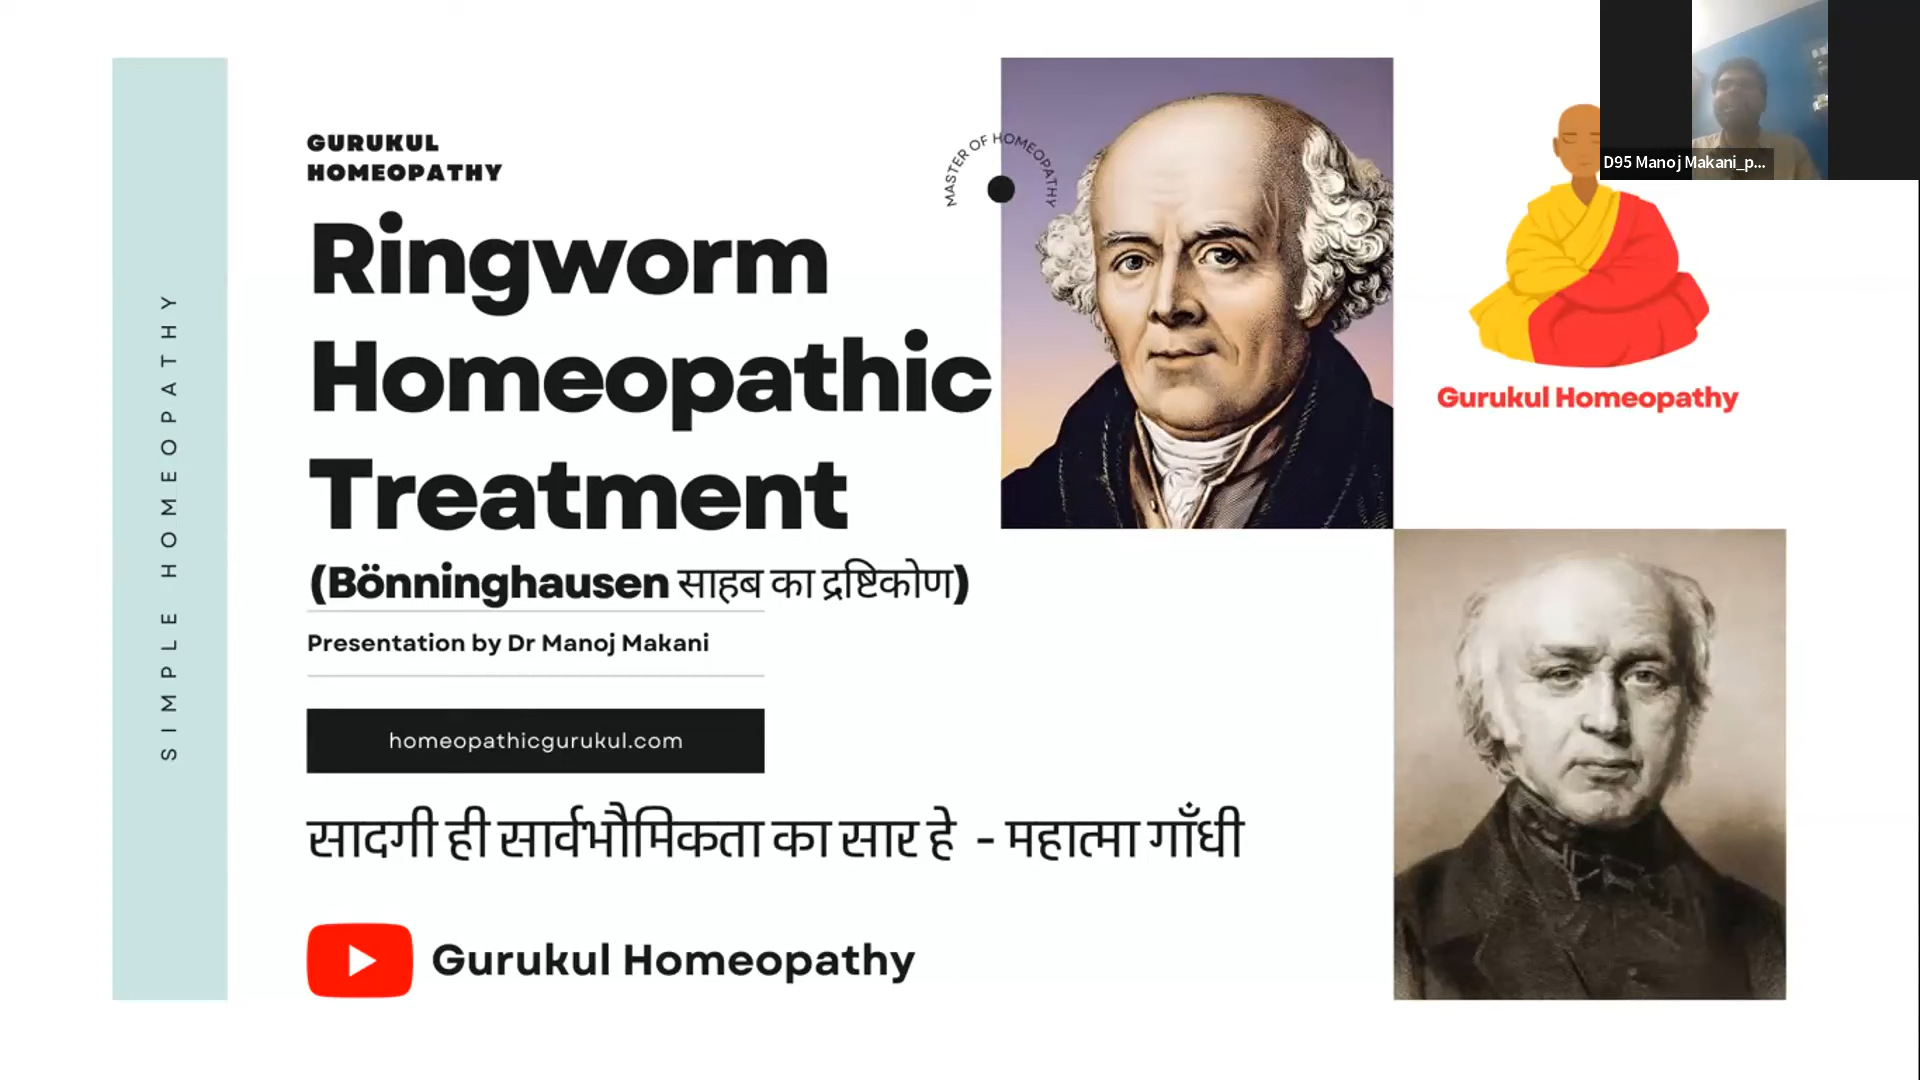 GURUKUL
HOMEOPATHY
Ringworm
Homeopathic
Treatment
(Bönninghausen साहब का द्रष्टिकोण)
Presentation by Dr Manoj Makani
homeopathicgurukul.com
सादगी ही सार्वभौमिकता का सार हे - महात्मा गाँधी
Gurukul Homeopathy
SIMPLE HOMEOPATHY
MASTER OF HOMEOPATHY
Gurukul Homeopathy
D95 Manoj Makani_p...